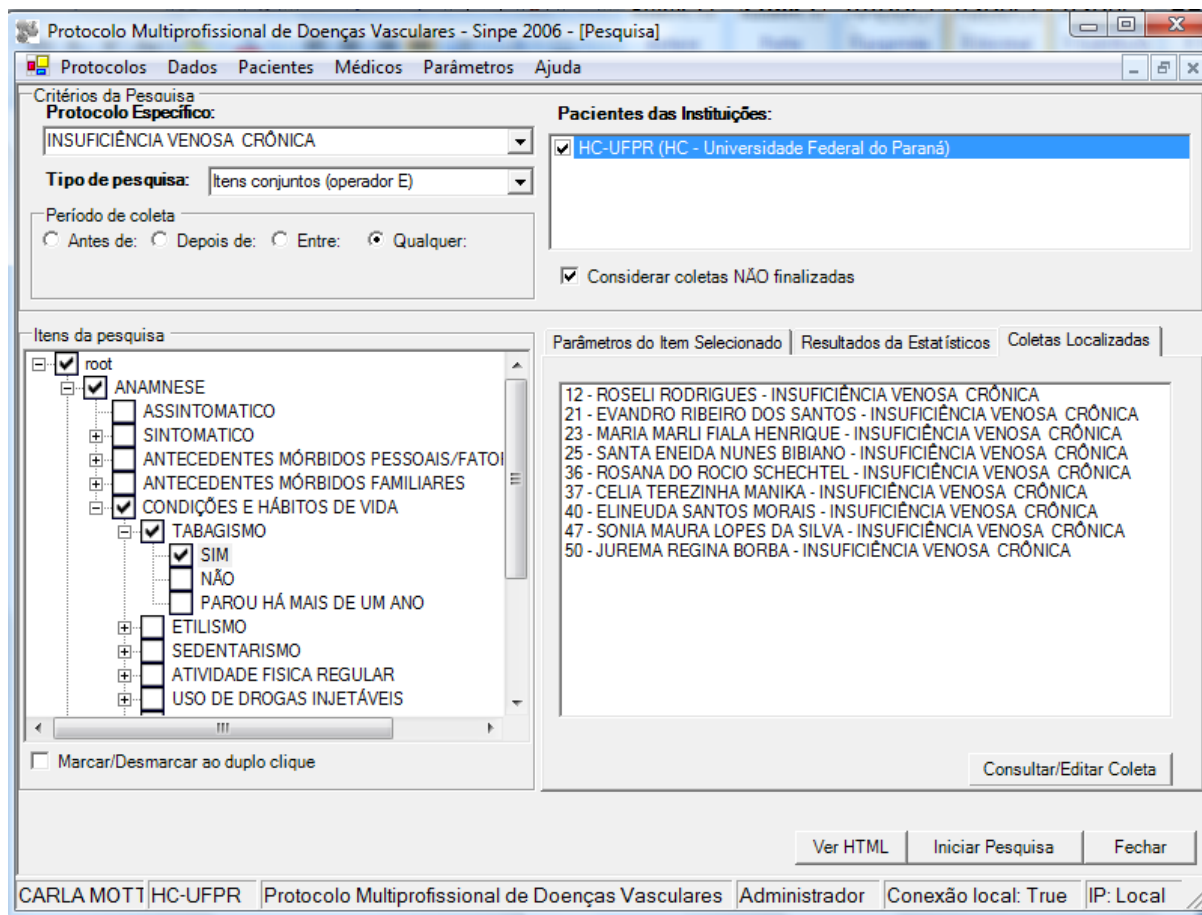 Protocolo Multiprofissional de Doenças Vasculares - Sinpe 2006 - [Pesquisa]
Protocolos Dados Pacientes Médicos Parâmetros Ajuda
Critérios da Pesquisa
Protocolo Específico:
INSUFICIÊNCIA VENOSA CRÔNICA
Tipo de pesquisa: Itens conjuntos (operador E)
Período de coleta
Antes de: Depois de: Entre: Qualquer:
Pacientes das Instituições:
HC-UFPR (HC - Universidade Federal do Paraná)
Considerar coletas NÃO finalizadas
Itens da pesquisa
root
ANAMNESE
ASSINTOMATICO
SINTOMATICO
ANTECEDENTES MÓRBIDOS PESSOAIS/FATOI
ANTECEDENTES MÓRBIDOS FAMILIARES
CONDIÇÕES E HÁBITOS DE VIDA
TABAGISMO
SIM
NÃO
PAROU HÁ MAIS DE UM ANO
ETILISMO
SEDENTARISMO
ATIVIDADE FISICA REGULAR
USO DE DROGAS INJETÁVEIS
Marcar/Desmarcar ao duplo clique
Parâmetros do Item Selecionado Resultados da Estatísticos Coletas Localizadas
12 - ROSELI RODRIGUES - INSUFICIÊNCIA VENOSA CRÔNICA
21 - EVANDRO RIBEIRO DOS SANTOS - INSUFICIÊNCIA VENOSA CRÔNICA
23 - MARIA MARLI FIALA HENRIQUE - INSUFICIÊNCIA VENOSA CRÔNICA
25 - SANTA ENEIDA NUNES BIBIANO - INSUFICIÊNCIA VENOSA CRÔNICA
36 - ROSANA DO ROCIO SCHECHTEL - INSUFICIÊNCIA VENOSA CRÔNICA
37 - CELIA TEREZINHA MANIKA - INSUFICIÊNCIA VENOSA CRÔNICA
40 - ELINEUDA SANTOS MORAIS - INSUFICIÊNCIA VENOSA CRÔNICA
47 - SONIA MAURA LOPES DA SILVA - INSUFICIÊNCIA VENOSA CRÔNICA
50 - JUREMA REGINA BORBA - INSUFICIÊNCIA VENOSA CRÔNICA
Consultar/Editar Coleta
Ver HTML Iniciar Pesquisa Fechar
CARLA MOTT HC-UFPR Protocolo Multiprofissional de Doenças Vasculares Administrador Conexão local: True IP: Local